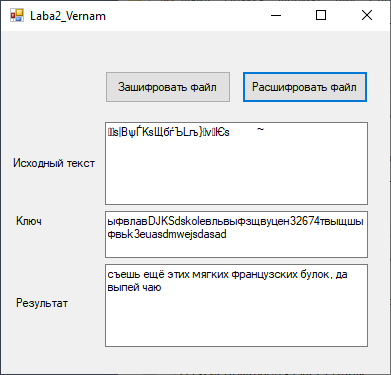 Laba2_Vernam
Зашифровать файл
Расшифровать файл
Исходный текст
Ключ
ыфвлавDJKSdskolевльвыфзщвуцен32674твыщшы
фвьk3euasdmwejsdasad
Результат
съешь ещё этих мягких французских булок, да
выпей чаю